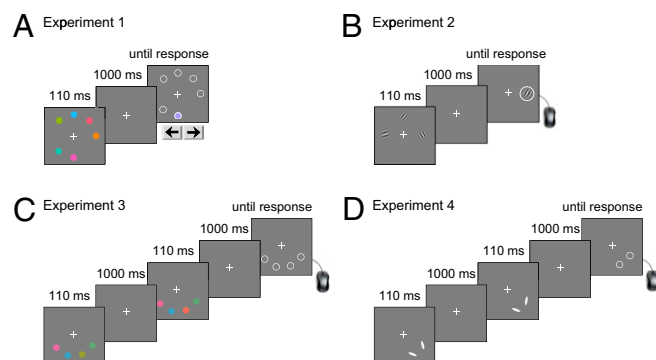 A Experiment 1
until response
1000 ms
110 ms
B Experiment 2
until response
1000 ms
110 ms
C Experiment 3
until response
1000 ms
110 ms
1000 ms
110 ms
D Experiment 4
until response
1000 ms
110 ms
1000 ms
110 ms